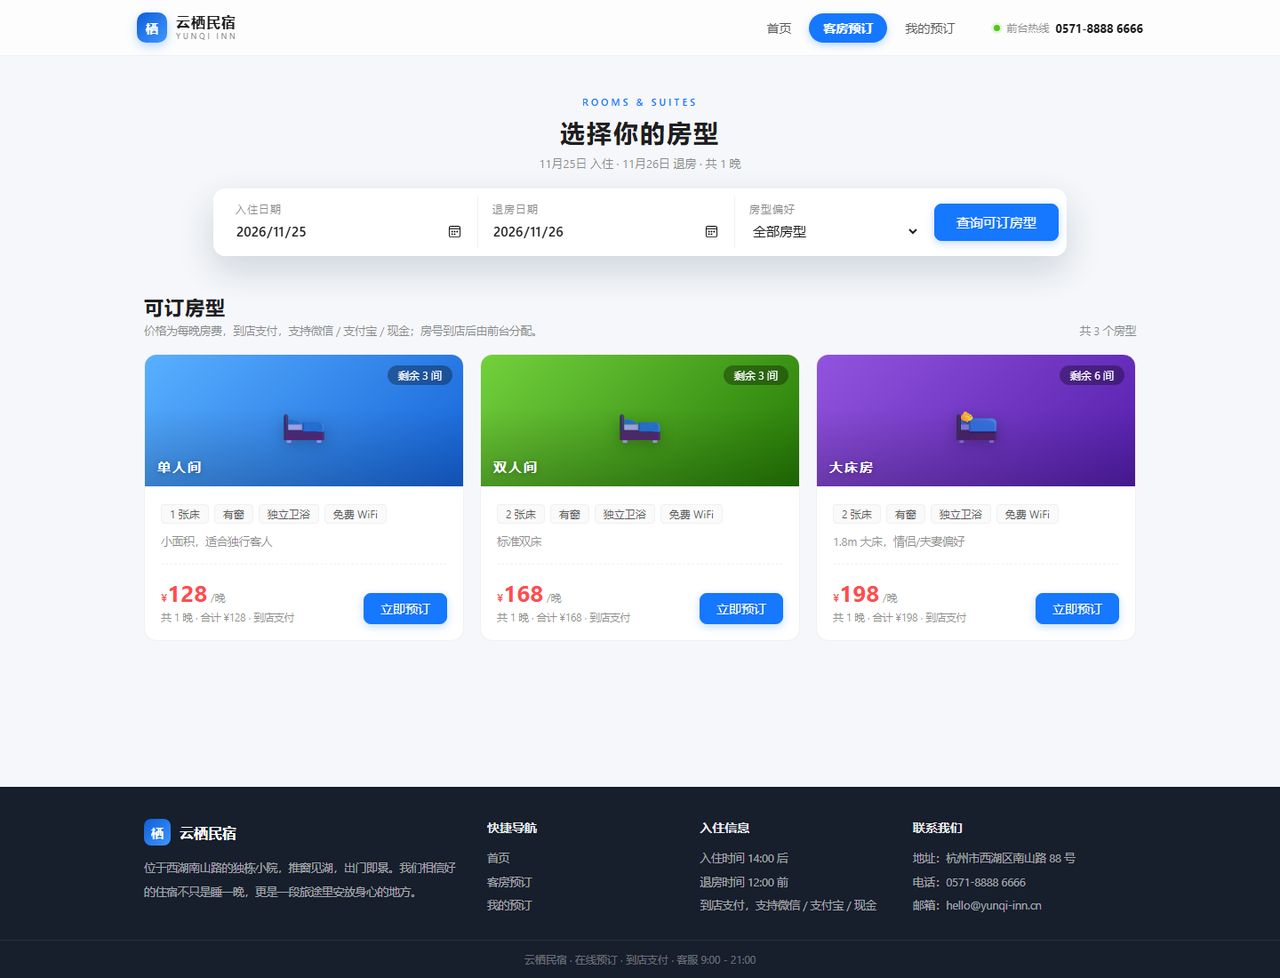 栖
云栖民宿
YUNQI INN
首页
客房预订
我的预订
前台热线 0571-8888 6666
ROOMS & SUITES
选择你的房型
11月25日 入住 · 11月26日 退房 · 共 1 晚
入住日期
2026/11/25
退房日期
2026/11/26
房型偏好
全部房型
查询可订房型
可订房型
价格为每晚房费，到店支付，支持微信 / 支付宝 / 现金；房号到店后由前台分配。
共 3 个房型
剩余 3 间
单人间
1 张床 有窗 独立卫浴 免费 WiFi
小面积，适合独行客人
¥128 /晚
共 1 晚 · 合计 ¥128 · 到店支付
立即预订
剩余 3 间
双人间
2 张床 有窗 独立卫浴 免费 WiFi
标准双床
¥168 /晚
共 1 晚 · 合计 ¥168 · 到店支付
立即预订
剩余 6 间
大床房
2 张床 有窗 独立卫浴 免费 WiFi
1.8m 大床，情侣/夫妻偏好
¥198 /晚
共 1 晚 · 合计 ¥198 · 到店支付
立即预订
栖 云栖民宿
位于西湖南山路的独栋小院，推窗见湖，出门即景。我们相信好
的住宿不只是睡一晚，更是一段旅途里安放身心的地方。
快捷导航
首页
客房预订
我的预订
入住信息
入住时间 14:00 后
退房时间 12:00 前
到店支付，支持微信 / 支付宝 / 现金
联系我们
地址：杭州市西湖区南山路 88 号
电话：0571-8888 6666
邮箱：hello@yunqi-inn.cn
云栖民宿 · 在线预订 · 到店支付 · 客服 9:00 - 21:00